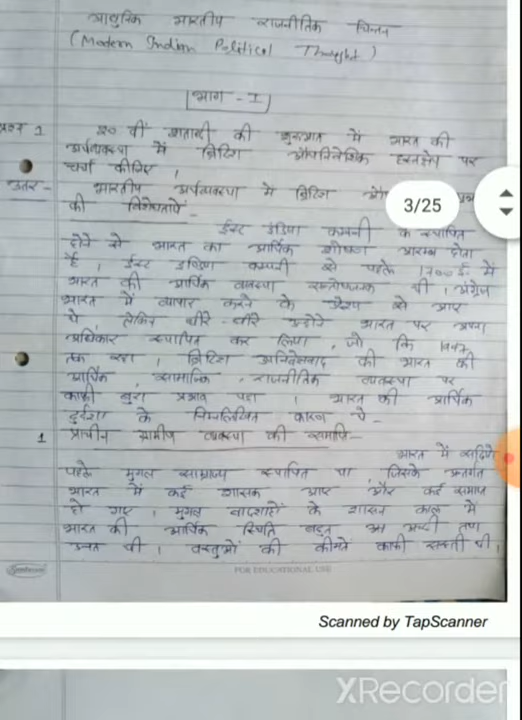 आधुनिक भारतीय राजनीतिक चिन्तन
(Modern Indian Political Thought)
भाग - I
प्रश्न 1 20 वीं शताब्दी की शुरुआत में भारत की
अर्थव्यवस्था में ब्रिटिश औपनिवेशिक हस्तक्षेप पर
चर्चा कीजिए।
उत्तर- भारतीय अर्थव्यवस्था में ब्रिटिश
की विशेषताएँ -
3/25
ईस्ट इंडिया कम्पनी के स्थापित
होने से भारत का आर्थिक शोषण आरम्भ होता
है। ईस्ट इण्डिया कम्पनी से पहले 1700 ई. में
भारत की आर्थिक व्यवस्था सन्तोषजनक थी। अंग्रेज
भारत में व्यापार करने के उद्देश्य से आए
थे लेकिन धीरे-धीरे उन्होंने भारत पर अपना
अधिकार स्थापित कर लिया, जो कि 1947
तक रहा। ब्रिटिश उपनिवेशवाद की भारत की
आर्थिक, सामाजिक, राजनीतिक व्यवस्था पर
काफी बुरा प्रभाव पड़ा। भारत की आर्थिक
दुर्दशा के निम्नलिखित कारण थे-
1 प्राचीन ग्रामीण व्यवस्था की समाप्ति-
भारत में
पहले मुगल साम्राज्य स्थापित था, जिसके अन्तर्गत
भारत में कई शासक आए और कई समाप्त
हो गए। मुगल बादशाहों के शासन काल में
भारत की आर्थिक स्थिति बहुत अच्छी तथा
उन्नत थी। वस्तुओं की कीमतें काफी सस्ती थी।
FOR EDUCATIONAL USE
Scanned by TapScanner
XRecorder